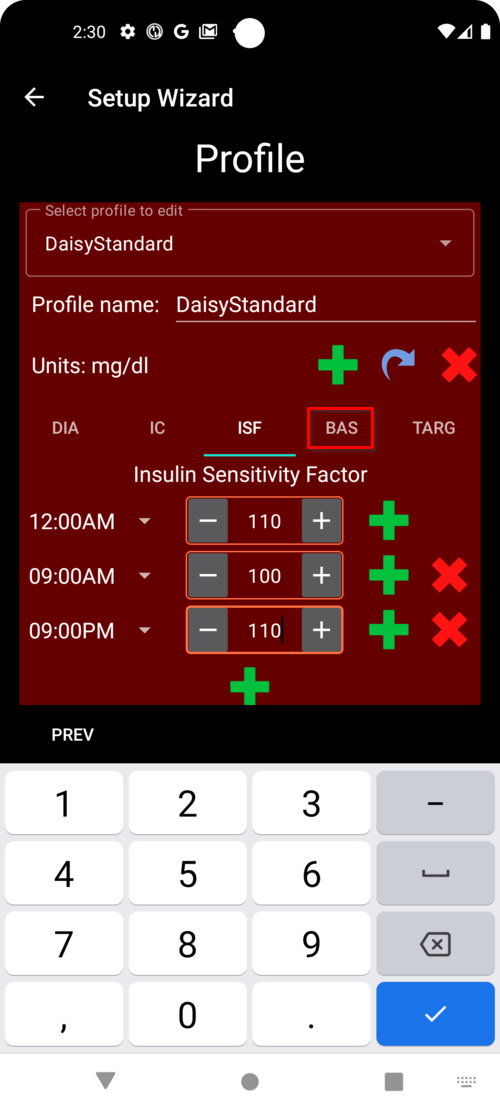 2:30
Setup Wizard
Profile
Select profile to edit
DaisyStandard
Profile name: DaisyStandard
Units: mg/dl
DIA IC ISF BAS TARG
Insulin Sensitivity Factor
12:00AM − 110 +
09:00AM − 100 +
09:00PM − 110 +
PREV
1 2 3 −
4 5 6
7 8 9
, 0 .